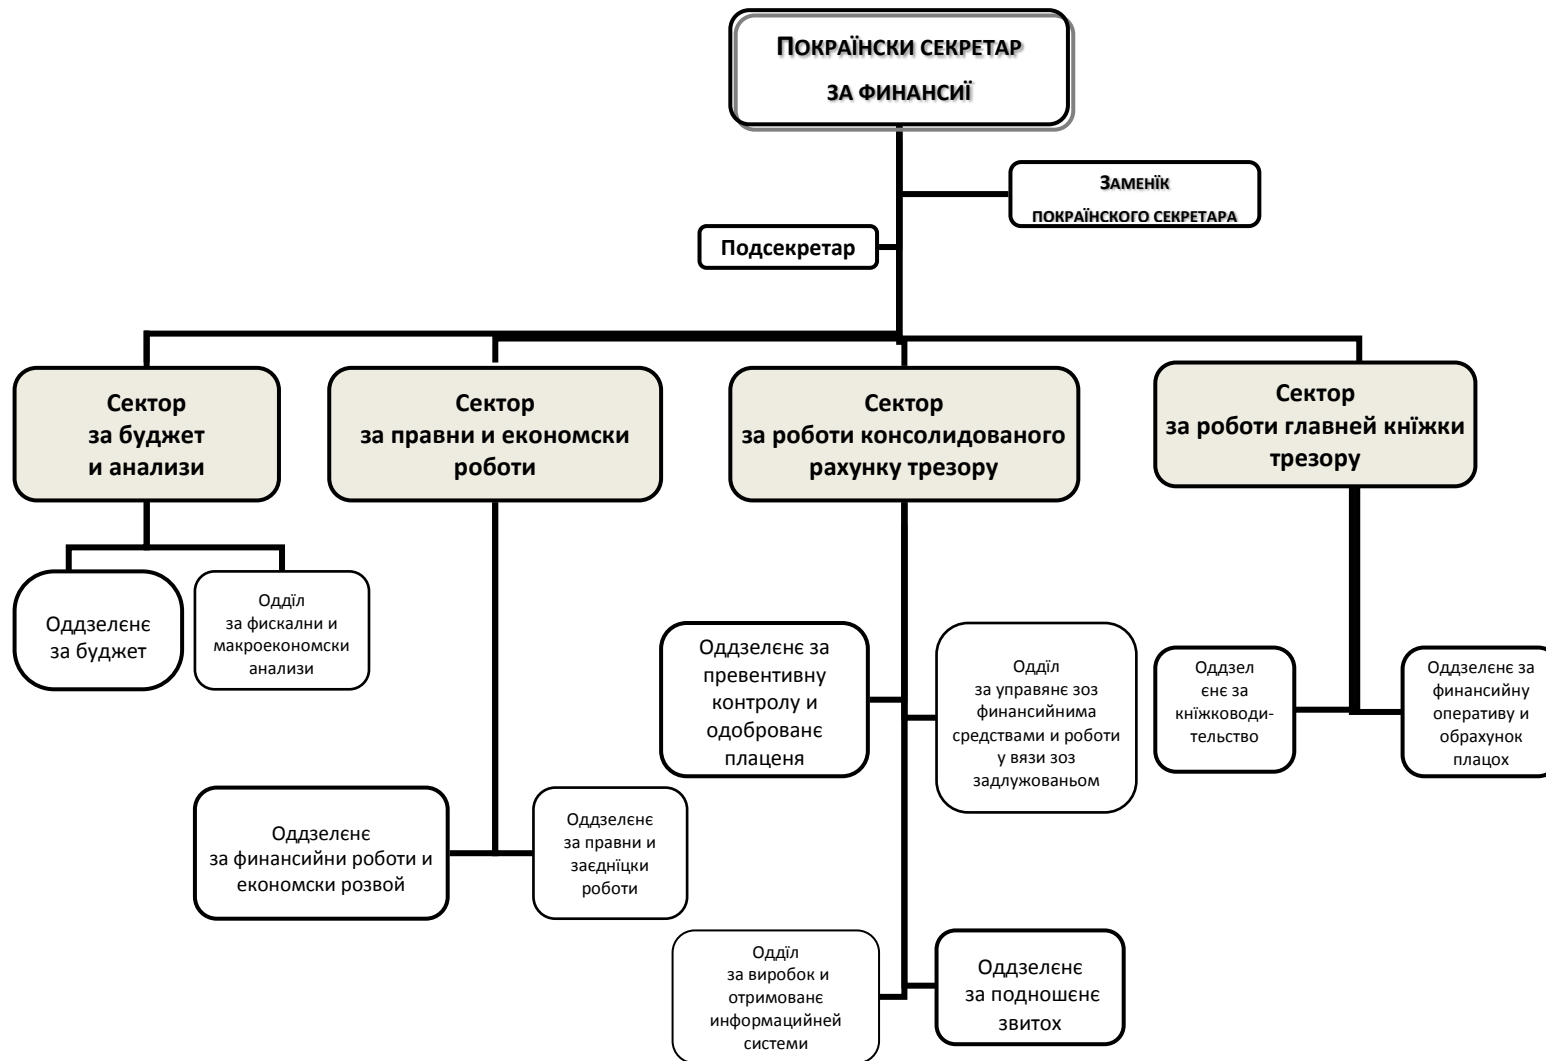 ПОКРАЇНСКИ СЕКРЕТАР
ЗА ФИНАНСИЇ
ЗАМЕНЇК
ПОКРАЇНСКОГО СЕКРЕТАРА
Подсекретар
Сектор
за буджет
и анализи
Сектор
за правни и економски
роботи
Сектор
за роботи консолидованого
рахунку трезору
Сектор
за роботи главней кнїжки
трезору
Оддзелєнє
за буджет
Оддїл
за фискални и
макроекономски
анализи
Оддзелєнє за
превентивну
контролу и
одоброванє
плаценя
Оддїл
за управянє зоз
финансийнима
средствами и роботи
у вязи зоз
задлужованьом
Оддзел
єнє за
кнїжководи-
тельство
Оддзелєнє за
финансийну
оперативу и
обрахунок
плацох
Оддзелєнє
за финансийни роботи и
економски розвой
Оддзелєнє
за правни и
заєднїцки
роботи
Оддїл
за виробок и
отримованє
информацийней
системи
Оддзелєнє
за подношєнє
звитох